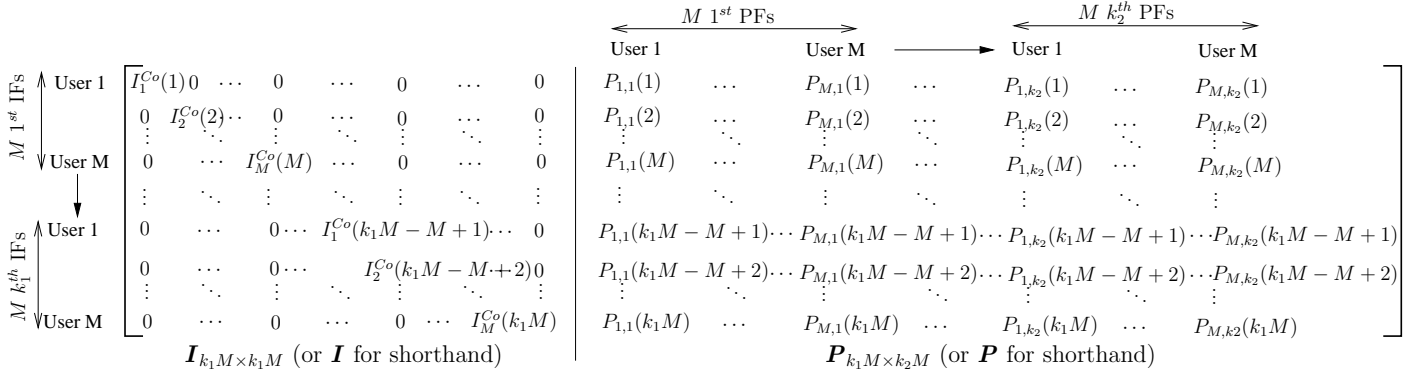 M 1^{st} PFs M k_2^{th} PFs
User 1 User M User 1 User M
M 1^{st} IFs
User 1 I_1^{Co}(1) 0 ⋯ 0 ⋯ 0 ⋯ 0 P_{1,1}(1) ⋯ P_{M,1}(1) ⋯ P_{1,k_2}(1) ⋯ P_{M,k_2}(1)
0 I_2^{Co}(2) ⋯ 0 ⋯ 0 ⋯ 0 P_{1,1}(2) P_{M,1}(2) P_{1,k_2}(2) P_{M,k_2}(2)
⋮ ⋱ ⋮ ⋱ ⋮ ⋱ ⋮ ⋮ ⋱ ⋮ ⋱ ⋮ ⋱ ⋮
User M 0 ⋯ I_M^{Co}(M) ⋯ 0 ⋯ 0 P_{1,1}(M) ⋯ P_{M,1}(M) ⋯ P_{1,k_2}(M) ⋯ P_{M,k_2}(M)
⋮ ⋱ ⋮ ⋱ ⋮ ⋱ ⋮ ⋮ ⋱ ⋮ ⋱ ⋮ ⋱ ⋮
M k_1^{th} IFs
User 1 0 ⋯ 0 ⋯ I_1^{Co}(k_1M − M + 1) ⋯ 0 P_{1,1}(k_1M − M + 1) ⋯ P_{M,1}(k_1M − M + 1) ⋯ P_{1,k_2}(k_1M − M + 1) ⋯ P_{M,k_2}(k_1M − M + 1)
0 ⋯ 0 ⋯ I_2^{Co}(k_1M − M + 2) 0 P_{1,1}(k_1M − M + 2) ⋯ P_{M,1}(k_1M − M + 2) ⋯ P_{1,k_2}(k_1M − M + 2) ⋯ P_{M,k_2}(k_1M − M + 2)
⋮ ⋱ ⋮ ⋱ ⋮ ⋱ ⋮ ⋮ ⋱ ⋮ ⋱ ⋮ ⋱ ⋮
User M 0 ⋯ 0 ⋯ 0 ⋯ I_M^{Co}(k_1M) P_{1,1}(k_1M) ⋯ P_{M,1}(k_1M) ⋯ P_{1,k_2}(k_1M) ⋯ P_{M,k2}(k_1M)
I_{k_1M×k_1M} (or I for shorthand) P_{k_1M×k_2M} (or P for shorthand)